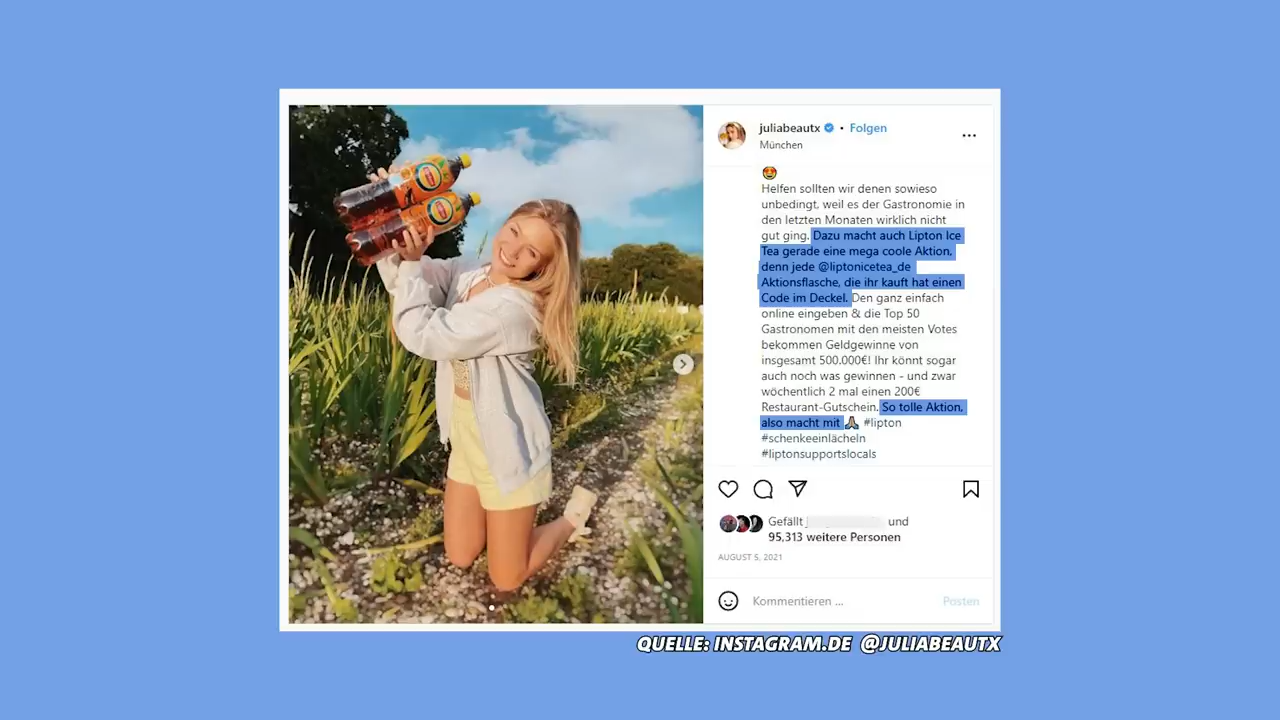 juliabeautx • Folgen
München
Helfen sollten wir denen sowieso
unbedingt, weil es der Gastronomie in
den letzten Monaten wirklich nicht
gut ging. Dazu macht auch Lipton Ice
Tea gerade eine mega coole Aktion,
denn jede @liptonicetea_de
Aktionsflasche, die ihr kauft hat einen
Code im Deckel. Den ganz einfach
online eingeben & die Top 50
Gastronomen mit den meisten Votes
bekommen Geldgewinne von
insgesamt 500.000€! Ihr könnt sogar
auch noch was gewinnen - und zwar
wöchentlich 2 mal einen 200€
Restaurant-Gutschein. So tolle Aktion,
also macht mit 🙏🏽 #lipton
#schenkeeinlächeln
#liptonsupportslocals
Gefällt und
95,313 weitere Personen
AUGUST 5, 2021
Kommentieren ... Posten
QUELLE: INSTAGRAM.DE @JULIABEAUTX